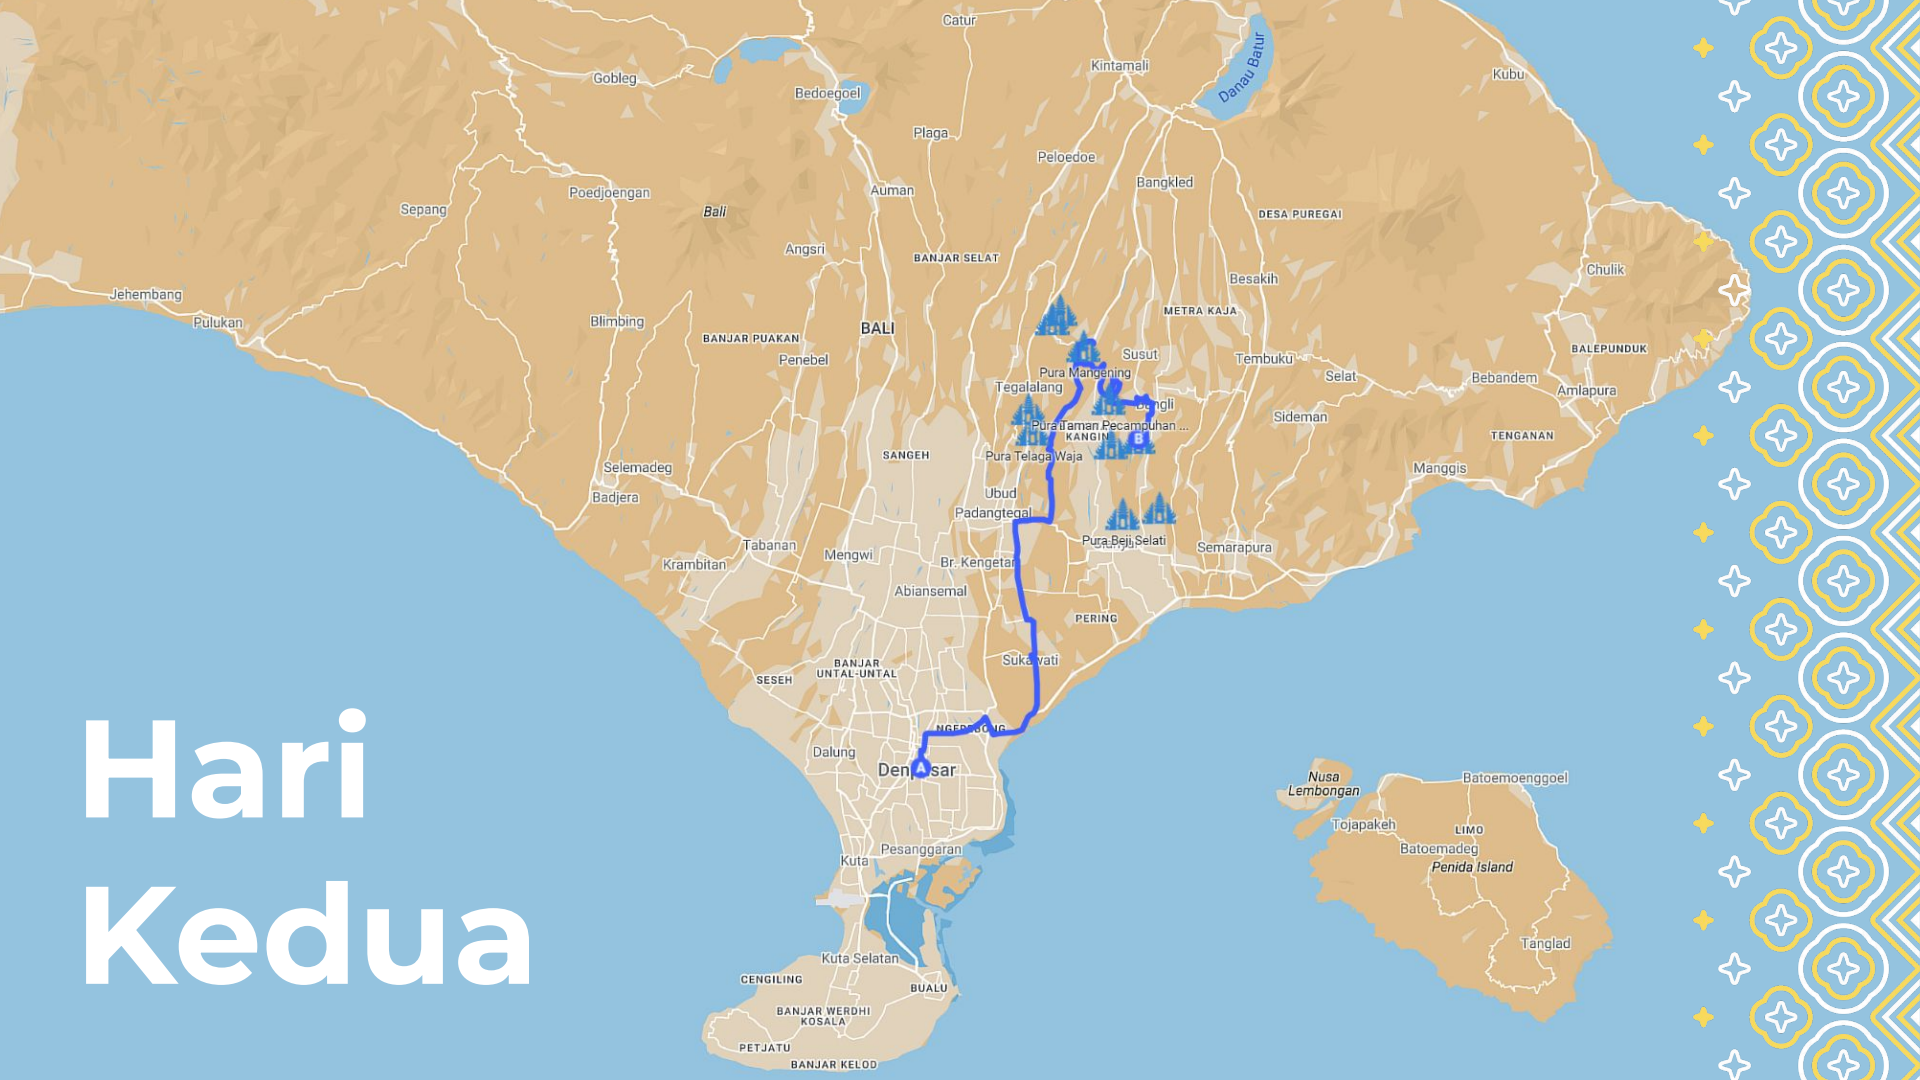 Catur
Kintamali
Danau Batur
Kubu
Gobleg
Bedoegoel
Plaga
Peloedoe
Bangkled
Auman
Poedjoengan
Sepang
Bali
DESA PUREGAI
Angsri
BANJAR SELAT
Besakih
Chulik
Jehembang
Pulukan
Blimbing
BALI
METRA KAJA
BANJAR PUAKAN
Penebel
Susut
Tembuku
BALEPUNDUK
Pura Mangening
Selat
Bebandem
Tegalalang
Amlapura
Sideman
Pura Taman Pecampuhan ...
KANGIN
B
TENGANAN
SANGEH
Pura Telaga Waja
Selemadeg
Manggis
Badjera
Ubud
Padangtegal
Pura Beji Selati
Tabanan
Mengwi
Semarapura
Krambitan
Br. Kengetan
Abiansemal
PERING
BANJAR
UNTAL-UNTAL
Sukawati
SESEH
Dalung
Denpasar
A
Nusa
Lembongan
Batoemoenggoel
Tojapakeh
LIMO
Batoemadeg
Penida Island
Kuta
Pesanggaran
Tanglad
Kuta Selatan
CENGILING
BUALU
BANJAR WERDHI
KOSALA
PETJATU
BANJAR KELOD
Hari
Kedua